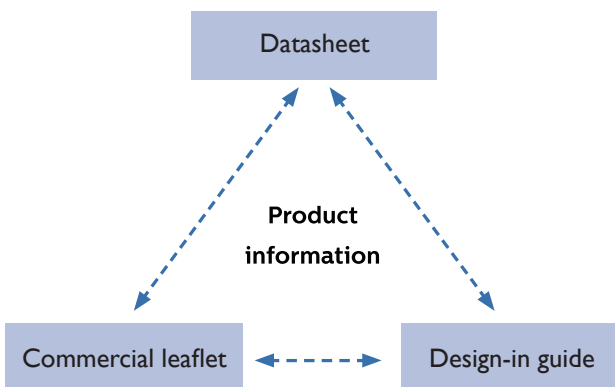 Datasheet
Product
information
Commercial leaflet
Design-in guide